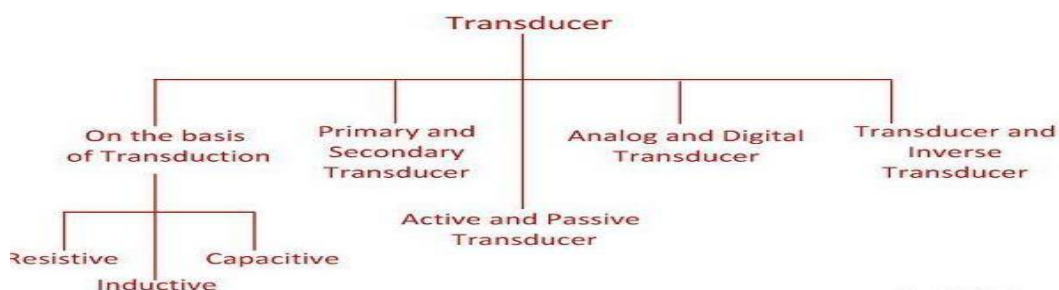 Transducer
On the basis
of Transduction
Primary and
Secondary
Transducer
Active and Passive
Transducer
Analog and Digital
Transducer
Transducer and
Inverse
Transducer
Resistive
Inductive
Capacitive